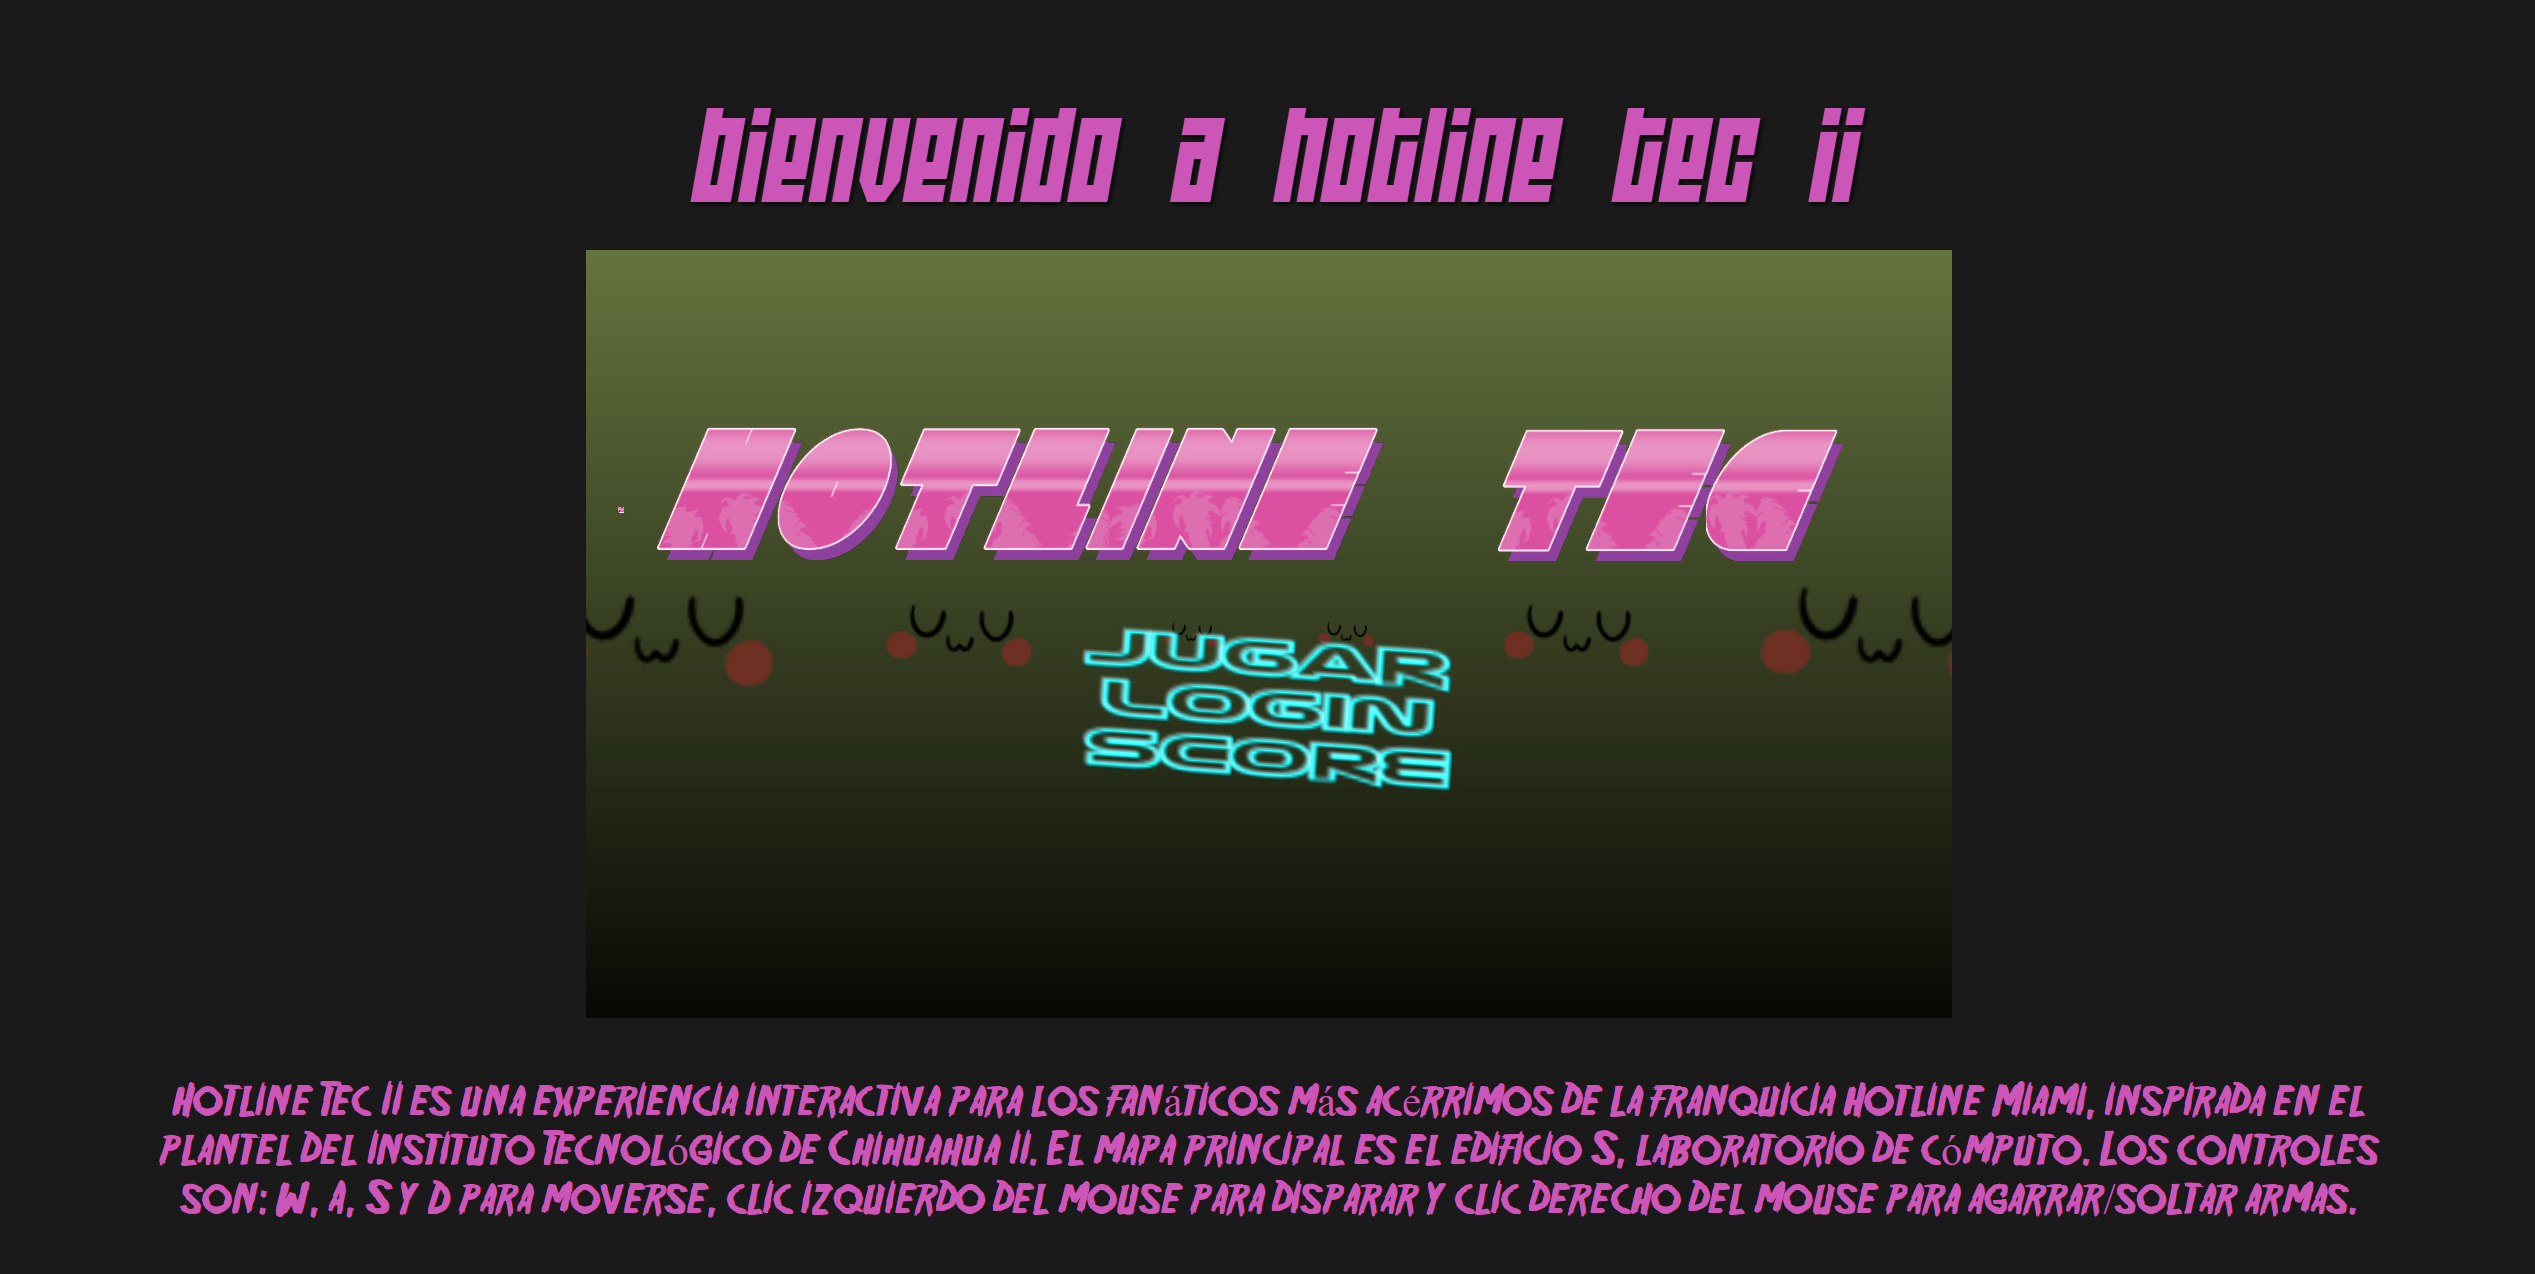 bienvenido a hotline tec ii
HOTLINE TEC
JUGAR
LOGIN
SCORE
Hotline Tec II es una experiencia interactiva para los fanáticos más acérrimos de la franquicia Hotline Miami, inspirada en el
plantel del Instituto Tecnológico de Chihuahua II. El mapa principal es el edificio S, laboratorio de cómputo. Los controles
son: W, A, S y D para moverse, clic izquierdo del mouse para disparar y clic derecho del mouse para agarrar/soltar armas.